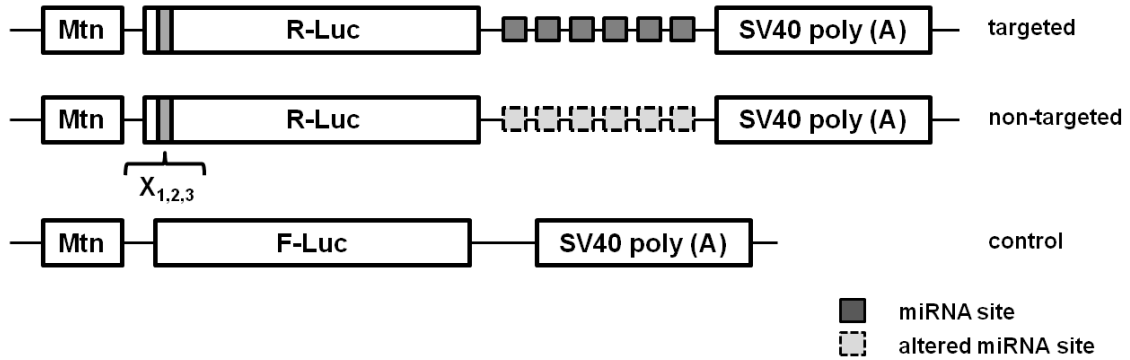 Mtn R-Luc SV40 poly (A) targeted
Mtn R-Luc SV40 poly (A) non-targeted
X1,2,3
Mtn F-Luc SV40 poly (A) control
miRNA site
altered miRNA site